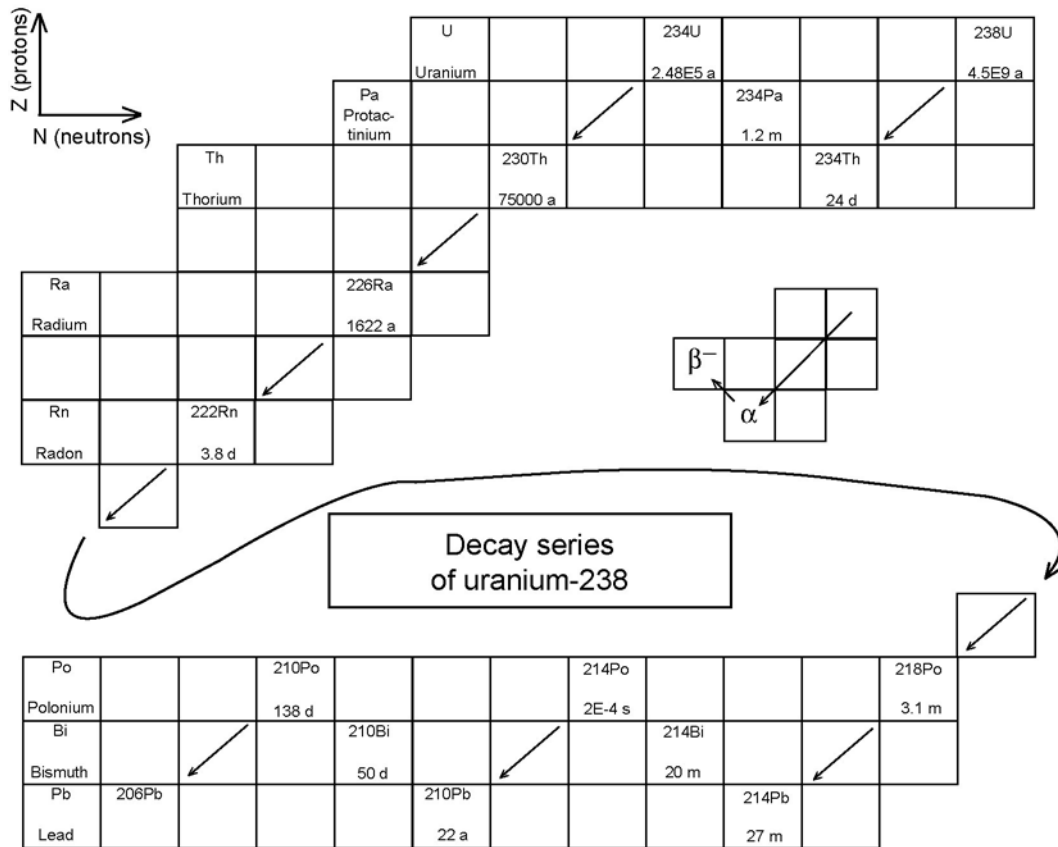 Z (protons)
N (neutrons)
U
Uranium
234U
2.48E5 a
238U
4.5E9 a
Pa
Protac-
tinium
234Pa
1.2 m
Th
Thorium
230Th
75000 a
234Th
24 d
Ra
Radium
226Ra
1622 a
β−
α
Rn
Radon
222Rn
3.8 d
Decay series
of uranium-238
Po
Polonium
210Po
138 d
214Po
2E-4 s
218Po
3.1 m
Bi
Bismuth
210Bi
50 d
214Bi
20 m
Pb
Lead
206Pb
210Pb
22 a
214Pb
27 m